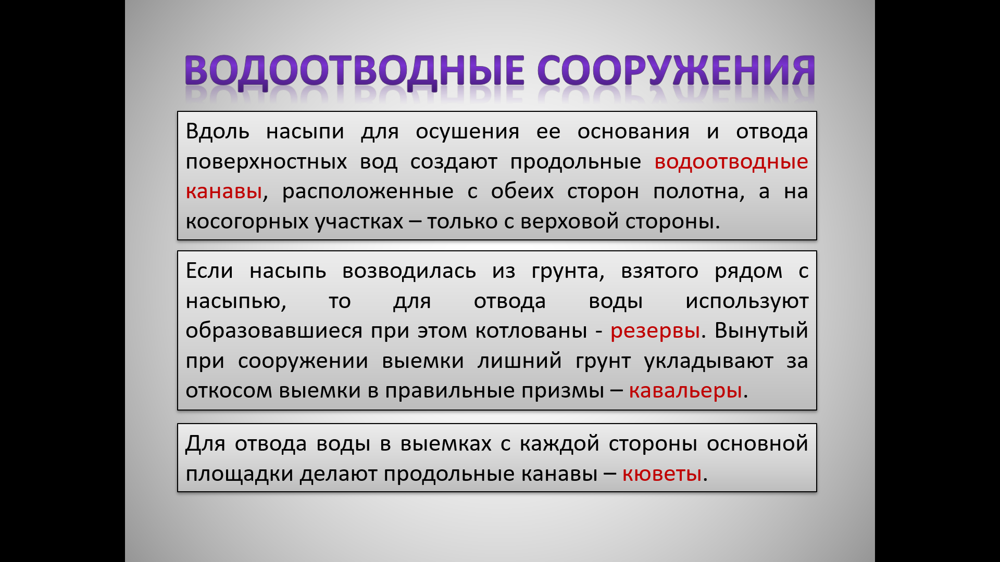 ВОДООТВОДНЫЕ СООРУЖЕНИЯ
Вдоль насыпи для осушения ее основания и отвода
поверхностных вод создают продольные водоотводные
канавы, расположенные с обеих сторон полотна, а на
косогорных участках – только с верховой стороны.
Если насыпь возводилась из грунта, взятого рядом с
насыпью, то для отвода воды используют
образовавшиеся при этом котлованы - резервы. Вынутый
при сооружении выемки лишний грунт укладывают за
откосом выемки в правильные призмы – кавальеры.
Для отвода воды в выемках с каждой стороны основной
площадки делают продольные канавы – кюветы.